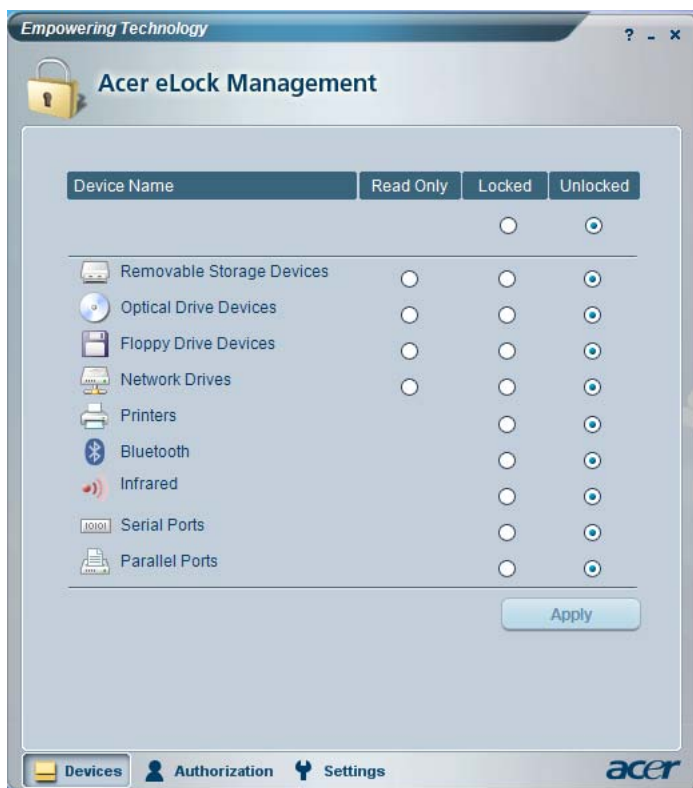 Empowering Technology
? - x
Acer eLock Management
Device Name Read Only Locked Unlocked
Removable Storage Devices
Optical Drive Devices
Floppy Drive Devices
Network Drives
Printers
Bluetooth
Infrared
10101 Serial Ports
Parallel Ports
Apply
Devices Authorization Settings acer